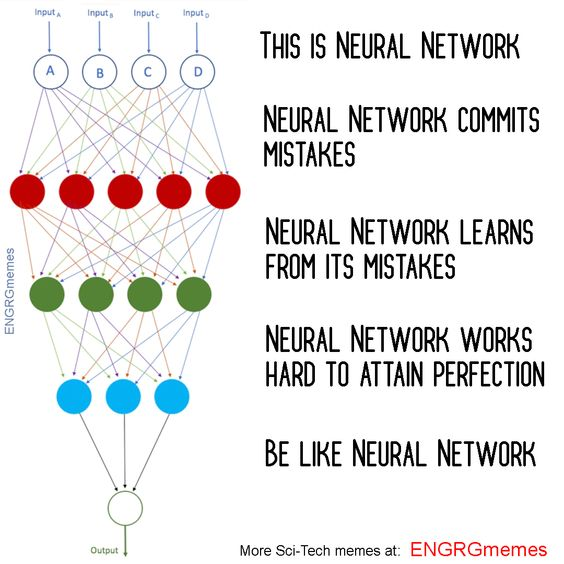 Input A Input B Input C Input D
A B C D
THIS IS NEURAL NETWORK
NEURAL NETWORK COMMITS
MISTAKES
NEURAL NETWORK LEARNS
FROM ITS MISTAKES
NEURAL NETWORK WORKS
HARD TO ATTAIN PERFECTION
BE LIKE NEURAL NETWORK
ENGRGmemes
Output
More Sci-Tech memes at: ENGRGmemes